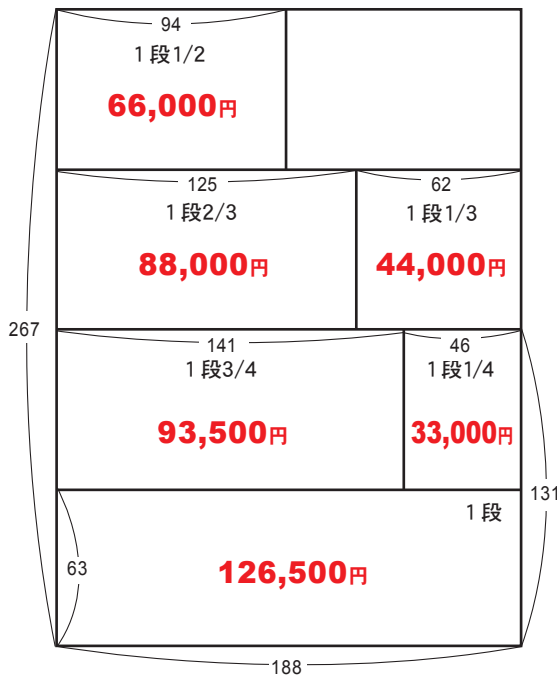 94
1段1/2
66,000円
125
62
1段2/3
1段1/3
88,000円
44,000円
267
141
46
1段3/4
1段1/4
93,500円
33,000円
131
1段
63
126,500円
188